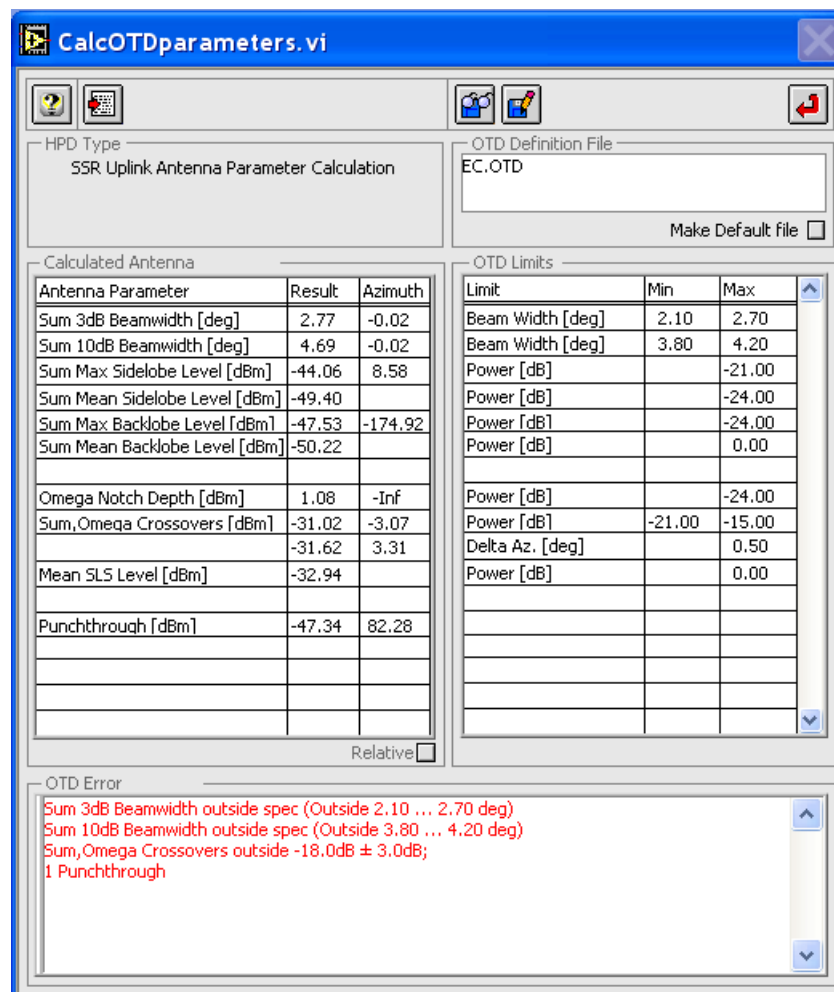 CalcOTDparameters.vi
HPD Type
SSR Uplink Antenna Parameter Calculation
OTD Definition File
EC.OTD
Make Default file
Calculated Antenna
Antenna Parameter Result Azimuth
Sum 3dB Beamwidth [deg] 2.77 -0.02
Sum 10dB Beamwidth [deg] 4.69 -0.02
Sum Max Sidelobe Level [dBm] -44.06 8.58
Sum Mean Sidelobe Level [dBm] -49.40
Sum Max Backlobe Level [dBm] -47.53 -174.92
Sum Mean Backlobe Level [dBm] -50.22
Omega Notch Depth [dBm] 1.08 -Inf
Sum,Omega Crossovers [dBm] -31.02 -3.07
-31.62 3.31
Mean SLS Level [dBm] -32.94
Punchthrough [dBm] -47.34 82.28
Relative
OTD Limits
Limit Min Max
Beam Width [deg] 2.10 2.70
Beam Width [deg] 3.80 4.20
Power [dB] -21.00
Power [dB] -24.00
Power [dB] -24.00
Power [dB] 0.00
Power [dB] -24.00
Power [dB] -21.00 -15.00
Delta Az. [deg] 0.50
Power [dB] 0.00
OTD Error
Sum 3dB Beamwidth outside spec (Outside 2.10 ... 2.70 deg)
Sum 10dB Beamwidth outside spec (Outside 3.80 ... 4.20 deg)
Sum,Omega Crossovers outside -18.0dB ± 3.0dB;
1 Punchthrough